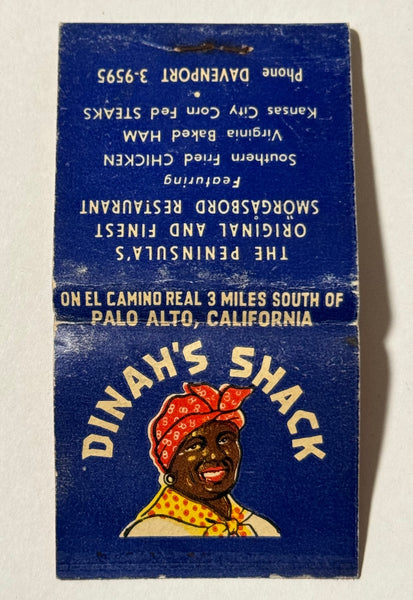 DINAH'S SHACK
ON EL CAMINO REAL 3 MILES SOUTH OF
PALO ALTO, CALIFORNIA
THE PENINSULA'S
ORIGINAL AND FINEST
SMÖRGÅSBORD RESTAURANT
Featuring
Southern Fried CHICKEN
Virginia Baked HAM
Kansas City Corn Fed STEAKS
•
Phone DAVENPORT 3-9595